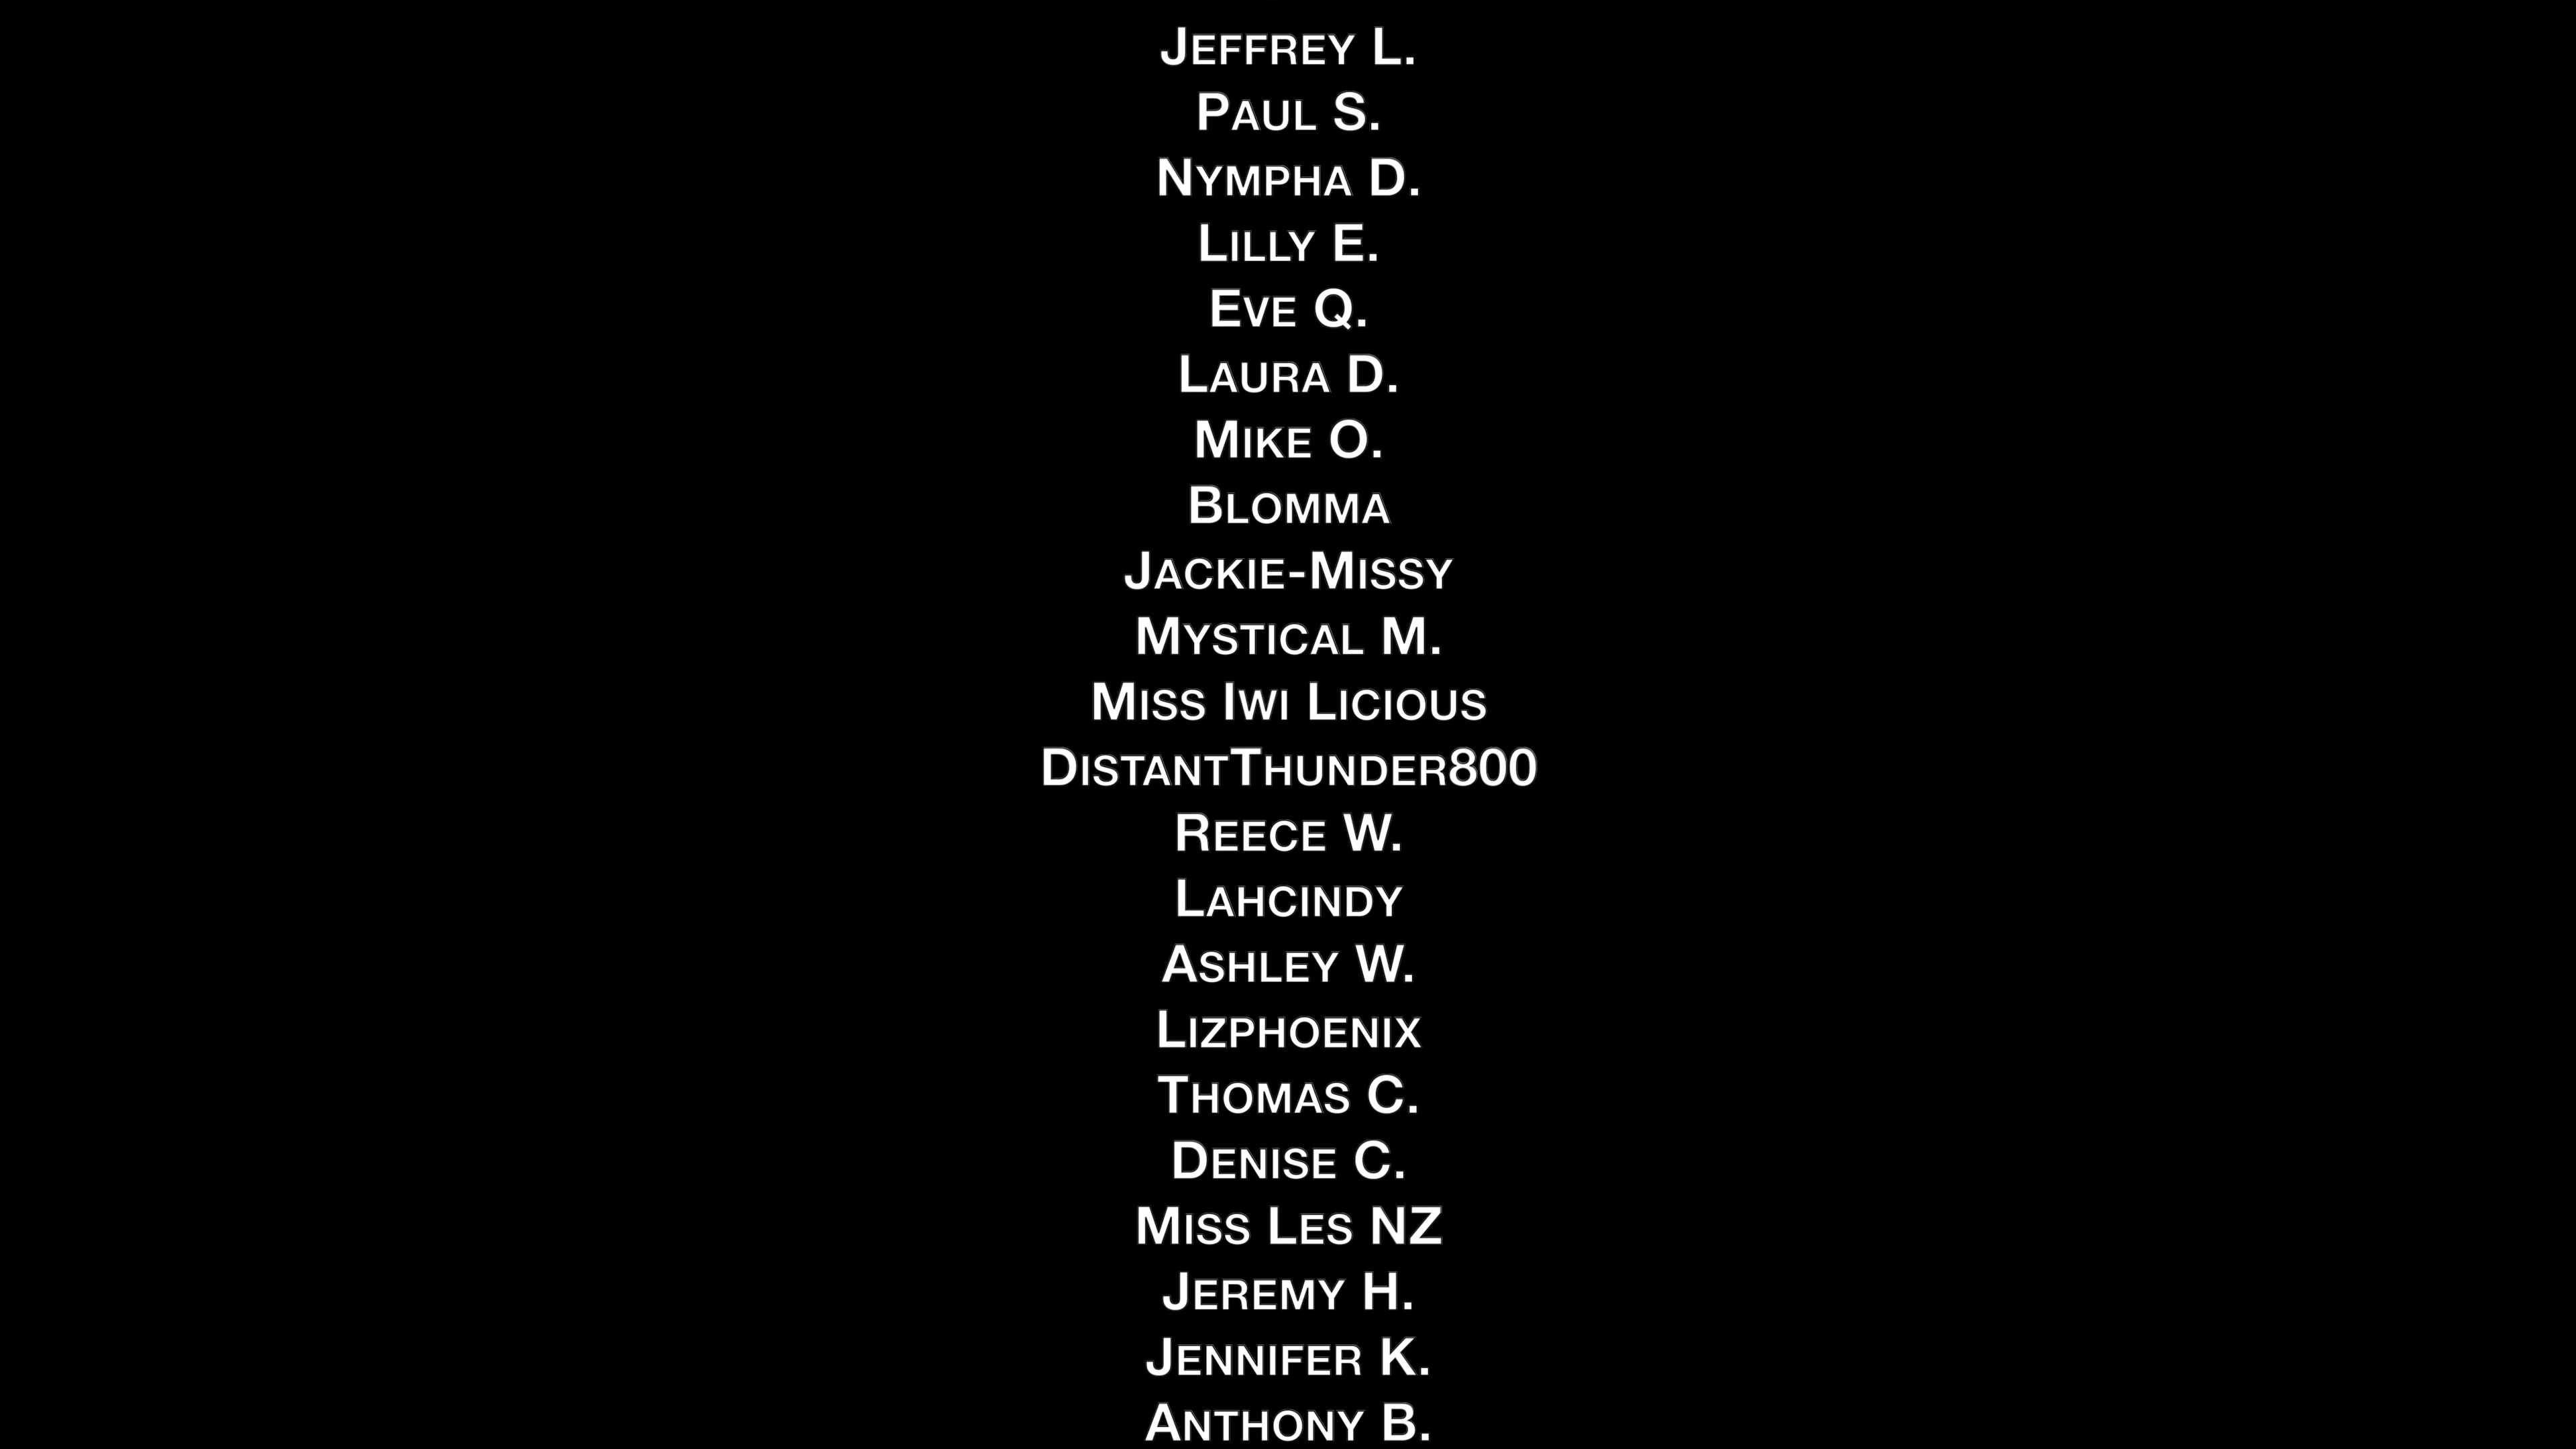 Jeffrey L.
Paul S.
Nympha D.
Lilly E.
Eve Q.
Laura D.
Mike O.
Blomma
Jackie-Missy
Mystical M.
Miss Iwi Licious
DistantThunder800
Reece W.
Lahcindy
Ashley W.
Lizphoenix
Thomas C.
Denise C.
Miss Les NZ
Jeremy H.
Jennifer K.
Anthony B.